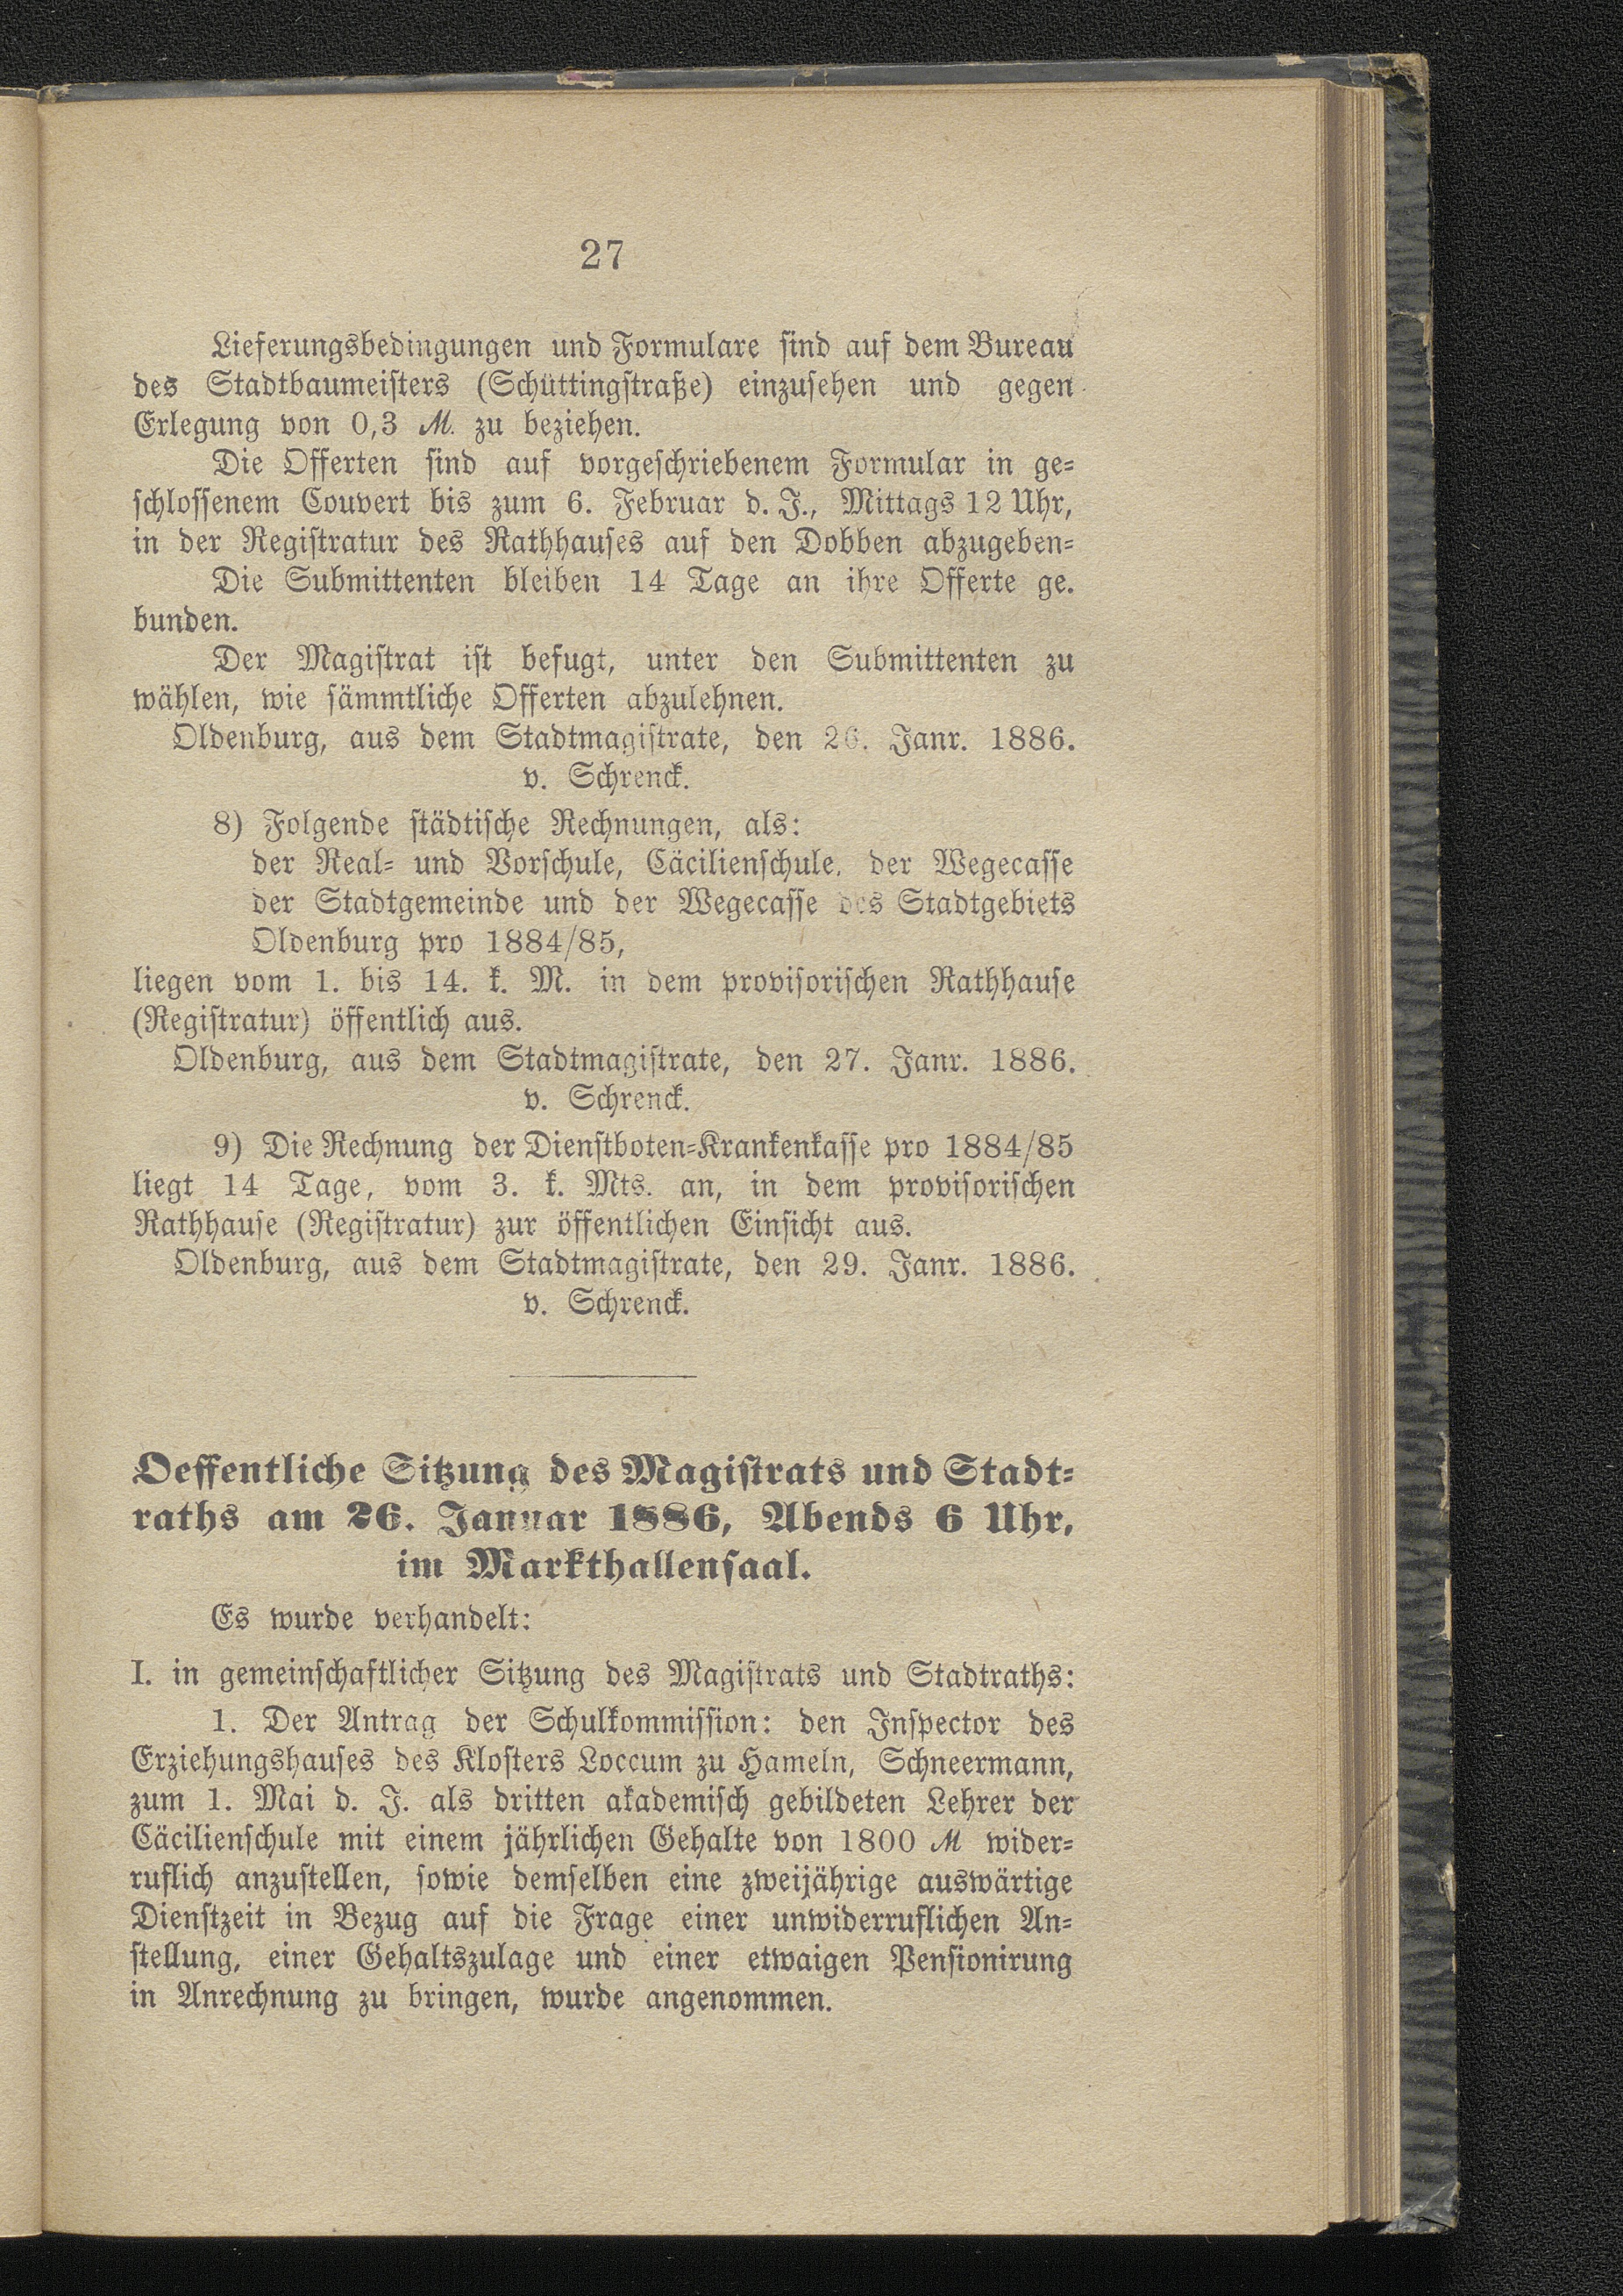 27
Lieferungsbedingungen und Formulare sind auf dem Bureau
des Stadtbaumeisters (Schüttingstraße) einzusehen und gegen
Erlegung von 0,3 M. zu beziehen.
Die Offerten sind auf vorgeschriebenem Formular in ge-
schlossenem Couvert bis zum 6. Februar d. J., Mittags 12 Uhr,
in der Registratur des Rathhauses auf den Dobben abzugeben-
Die Submittenten bleiben 14 Tage an ihre Offerte ge.
bunden.
Der Magistrat ist befugt, unter den Submittenten zu
wählen, wie sämmtliche Offerten abzulehnen.
Oldenburg, aus dem Stadtmagistrate, den 26. Janr. 1886.
v. Schrenck.
8) Folgende städtische Rechnungen, als:
der Real- und Vorschule, Cäcilienschule, der Wegecasse
der Stadtgemeinde und der Wegecasse des Stadtgebiets
Oldenburg pro 1884/85,
liegen vom 1. bis 14. k. M. in dem provisorischen Rathhause
(Registratur) öffentlich aus.
Oldenburg, aus dem Stadtmagistrate, den 27. Janr. 1886.
v. Schrenck.
9) Die Rechnung der Dienstboten-Krankenkasse pro 1884/85
liegt 14 Tage, vom 3. k. Mts. an, in dem provisorischen
Rathhause (Registratur) zur öffentlichen Einsicht aus.
Oldenburg, aus dem Stadtmagistrate, den 29. Janr. 1886.
v. Schrenck.
Oeffentliche Sitzung des Magistrats und Stadt-
raths am 26. Januar 1886, Abends 6 Uhr,
im Markthallensaal.
Es wurde verhandelt:
I. in gemeinschaftlicher Sitzung des Magistrats und Stadtraths:
1. Der Antrag der Schulkommission: den Inspector des
Erziehungshauses des Klosters Loccum zu Hameln, Schneermann,
zum 1. Mai d. J. als dritten akademisch gebildeten Lehrer der
Cäcilienschule mit einem jährlichen Gehalte von 1800 M wider-
ruflich anzustellen, sowie demselben eine zweijährige auswärtige
Dienstzeit in Bezug auf die Frage einer unwiderruflichen An-
stellung, einer Gehaltszulage und einer etwaigen Pensionirung
in Anrechnung zu bringen, wurde angenommen.